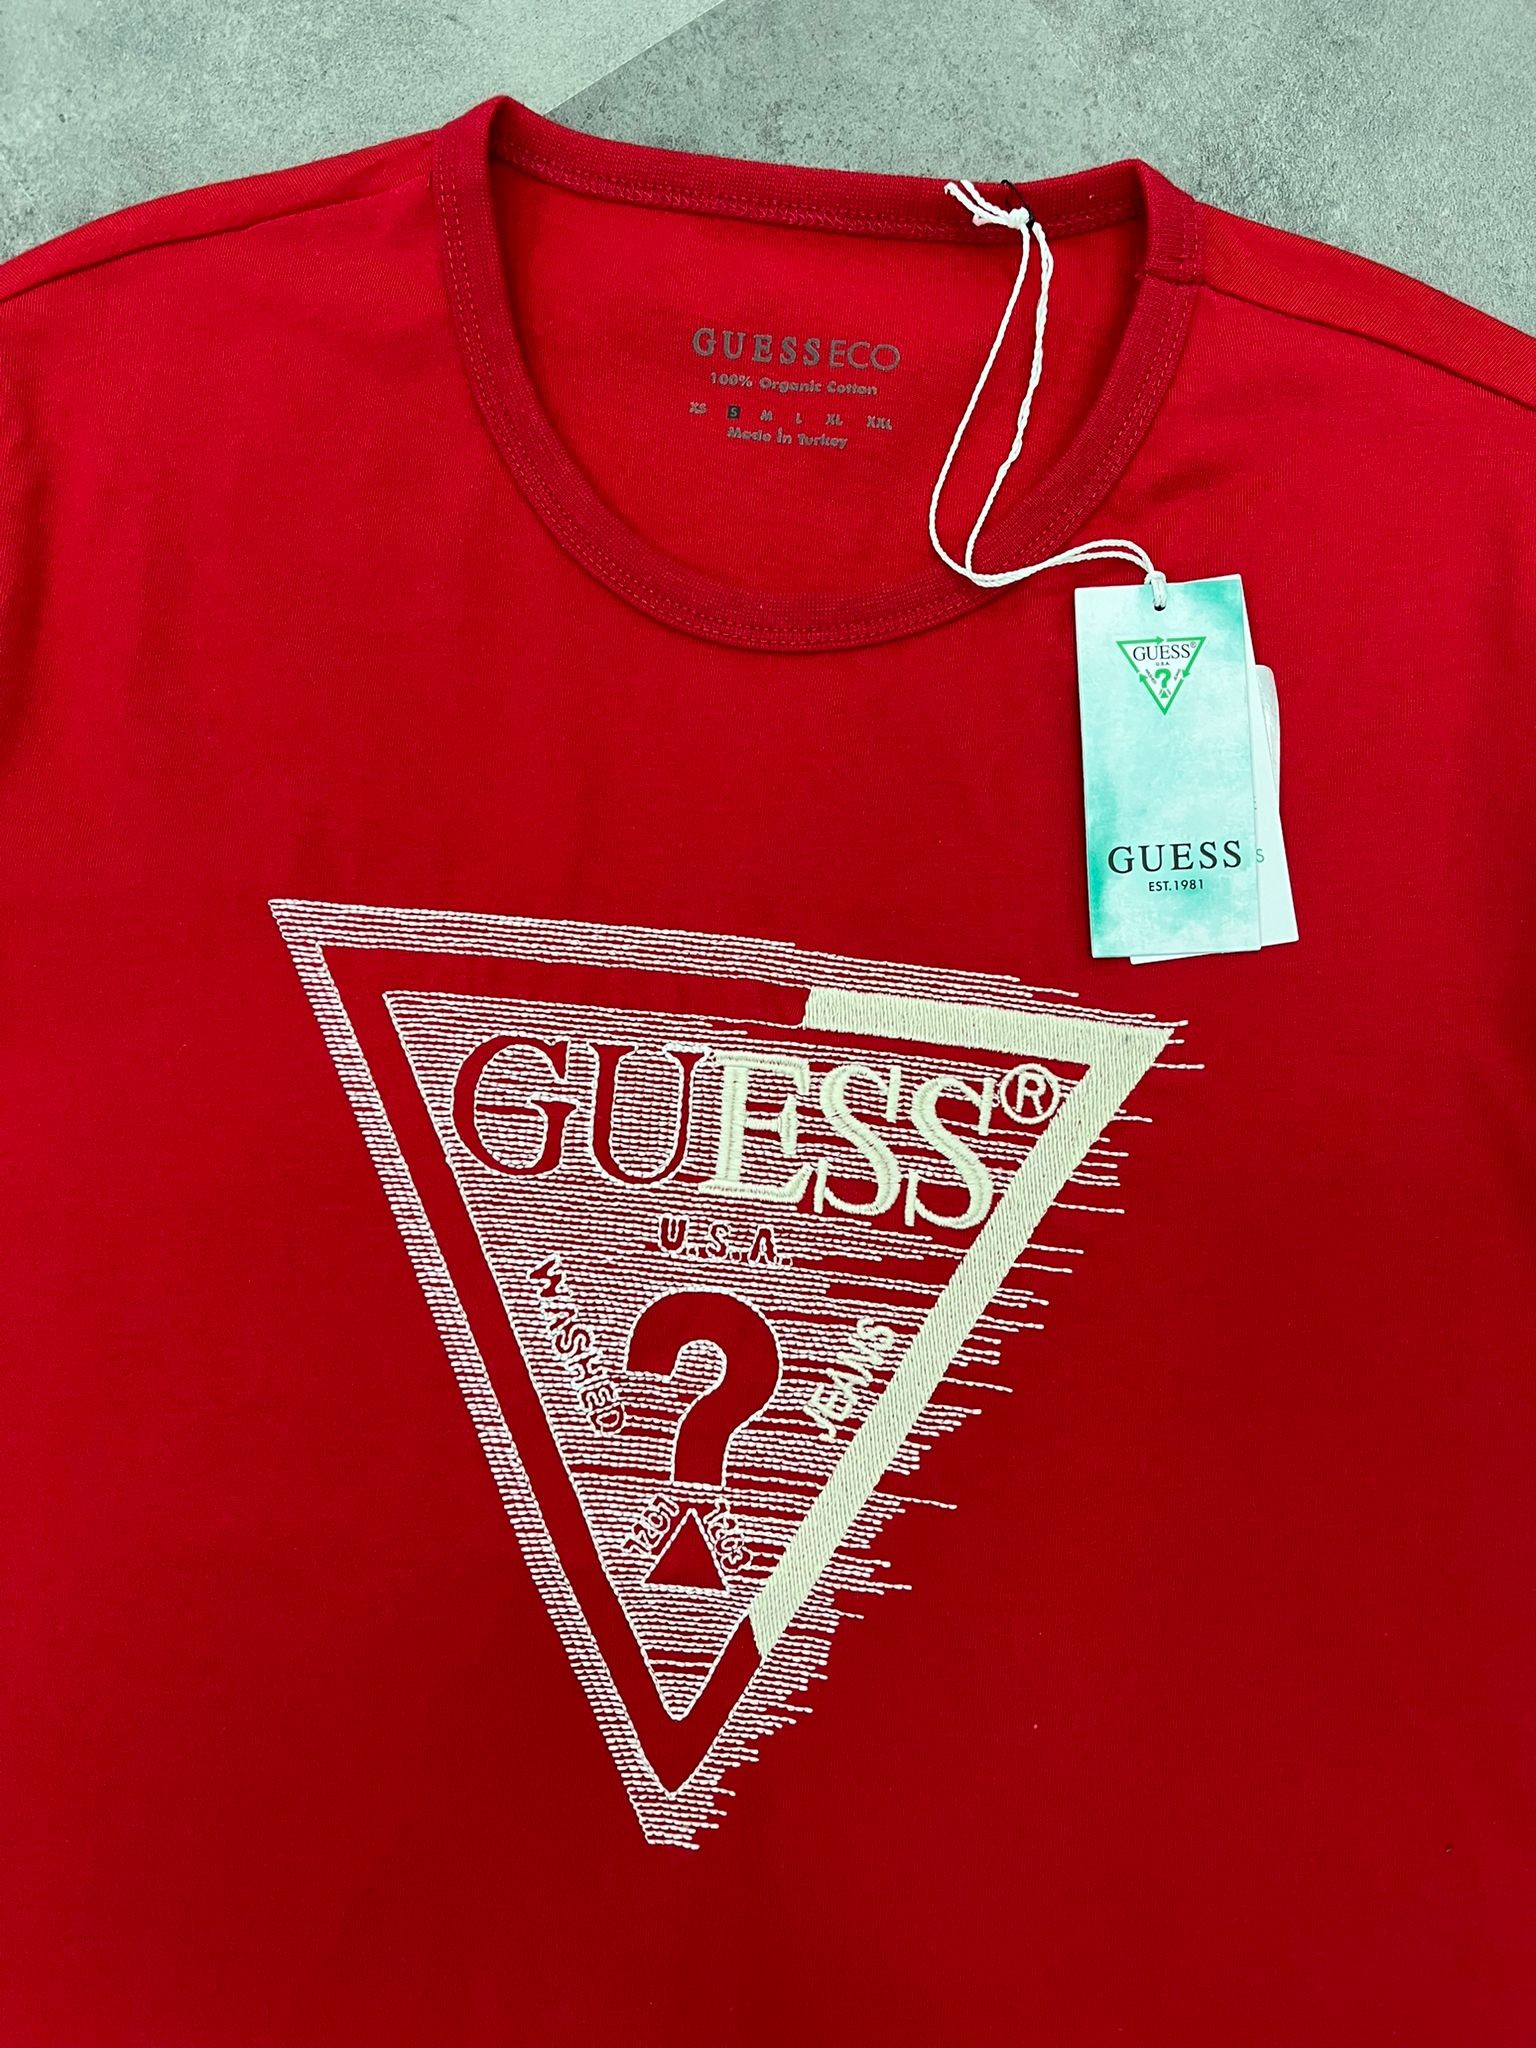 GUESSECO
100% Organic Cotton
XS S M L XL XXL
Made in Turkey
GUESS®
U.S.A.
?
GUESS
EST.1981
S
GUESS®
U.S.A.
WASHED ? JEANS